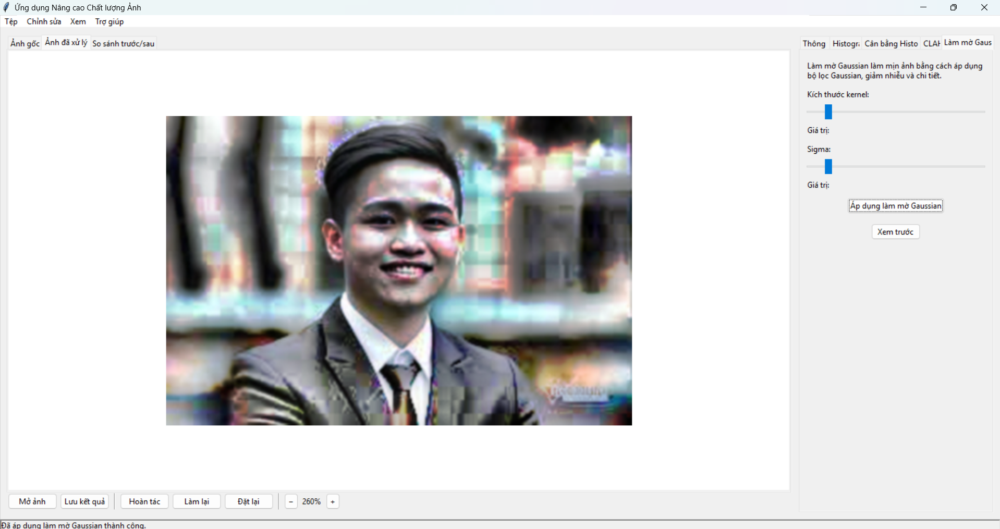 Ứng dụng Nâng cao Chất lượng Ảnh
Tệp Chỉnh sửa Xem Trợ giúp
Ảnh gốc Ảnh đã xử lý So sánh trước/sau
Thông Histogr Cân bằng Histo CLAH Làm mờ Gaus
Làm mờ Gaussian làm mịn ảnh bằng cách áp dụng
bộ lọc Gaussian, giảm nhiễu và chi tiết.
Kích thước kernel:
Giá trị:
Sigma:
Giá trị:
Áp dụng làm mờ Gaussian
Xem trước
Mở ảnh Lưu kết quả Hoàn tác Làm lại Đặt lại − 260% +
Đã áp dụng làm mờ Gaussian thành công.